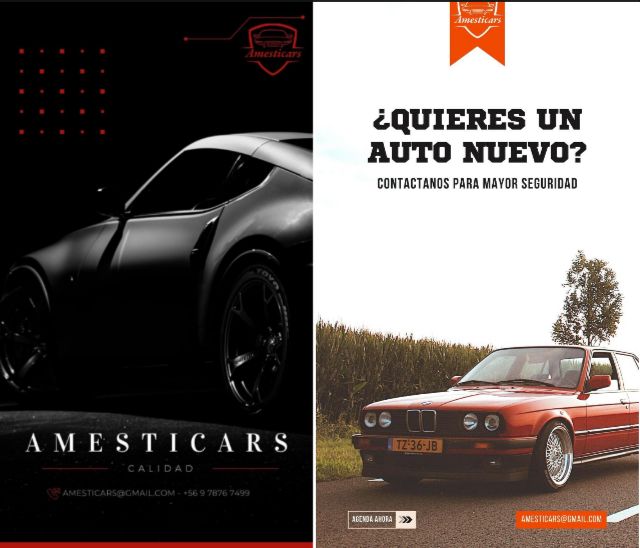 Amesticars
AMESTICARS
CALIDAD
AMESTICARS@GMAIL.COM - +56 9 7876 7499
Amesticars
¿QUIERES UN
AUTO NUEVO?
CONTACTANOS PARA MAYOR SEGURIDAD
TZ-36-JB
AGENDA AHORA
AMESTICARS@GMAIL.COM